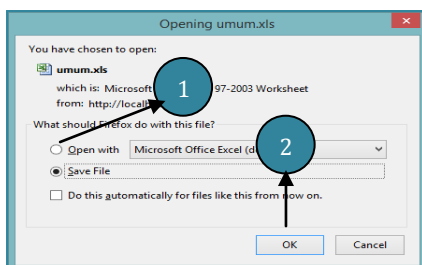 Opening umum.xls
You have chosen to open:
umum.xls
which is: Microsoft 97-2003 Worksheet
from: http://local
1
What should Firefox do with this file?
Open with Microsoft Office Excel (d
2
Save File
Do this automatically for files like this from now on.
OK Cancel